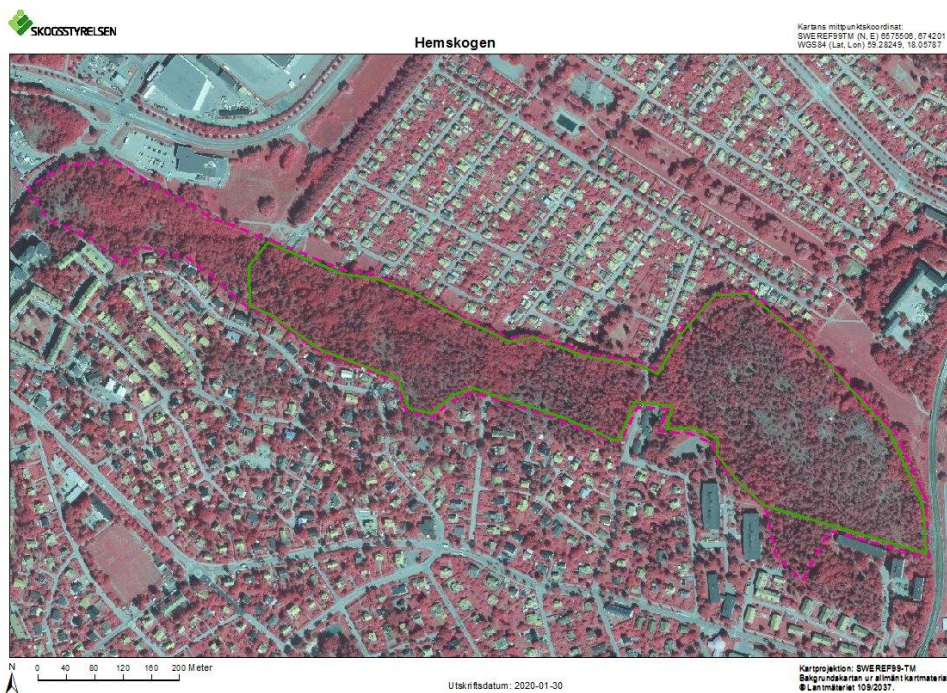 SKOGSSTYRELSEN
Hemskogen
Kartans mittpunktskoordinat:
SWEREF99TM (N, E) 6575506, 674201
WGS84 (Lat, Lon) 59.28249, 18.05787
N
0 40 80 120 160 200 Meter
Utskriftsdatum: 2020-01-30
Kartprojektion: SWEREF99-TM
Bakgrundskartan ur allmänt kartmateria
© Lantmäteriet 109/2037.